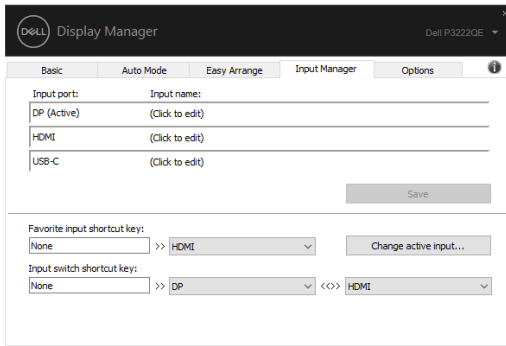 DELL Display Manager
Dell P3222QE
Basic Auto Mode Easy Arrange Input Manager Options
Input port: Input name:
DP (Active) (Click to edit)
HDMI (Click to edit)
USB-C (Click to edit)
Save
Favorite input shortcut key:
None >> HDMI Change active input...
Input switch shortcut key:
None >> DP <<>> HDMI